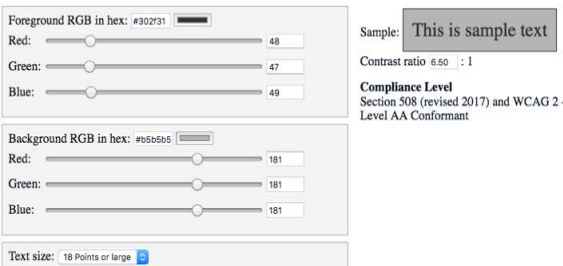 Foreground RGB in hex: #302f31
Red: 48
Green: 47
Blue: 49
Background RGB in hex: #b5b5b5
Red: 181
Green: 181
Blue: 181
Text size: 18 Points or large
Sample: This is sample text
Contrast ratio 6.50 : 1
Compliance Level
Section 508 (revised 2017) and WCAG 2 -
Level AA Conformant